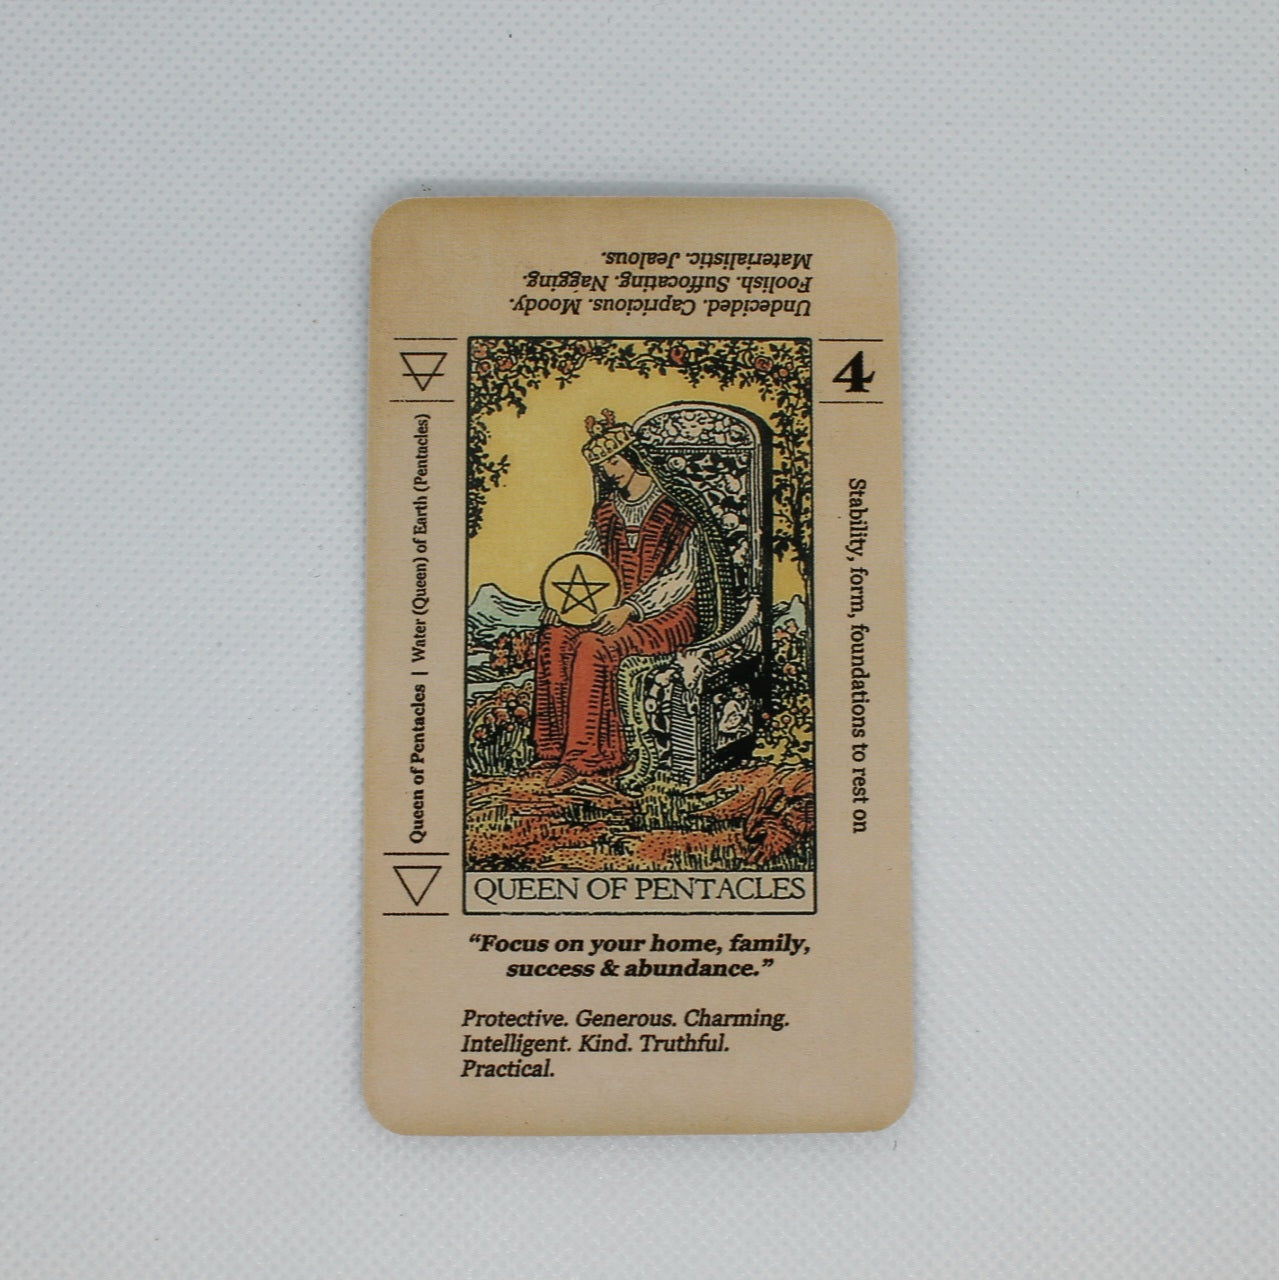 Undecided. Capricious. Moody.
Foolish. Suffocating. Nagging.
Materialistic. Jealous.
4
Queen of Pentacles | Water (Queen) of Earth (Pentacles)
Stability, form, foundations to rest on
QUEEN OF PENTACLES
“Focus on your home, family,
success & abundance.”
Protective. Generous. Charming.
Intelligent. Kind. Truthful.
Practical.